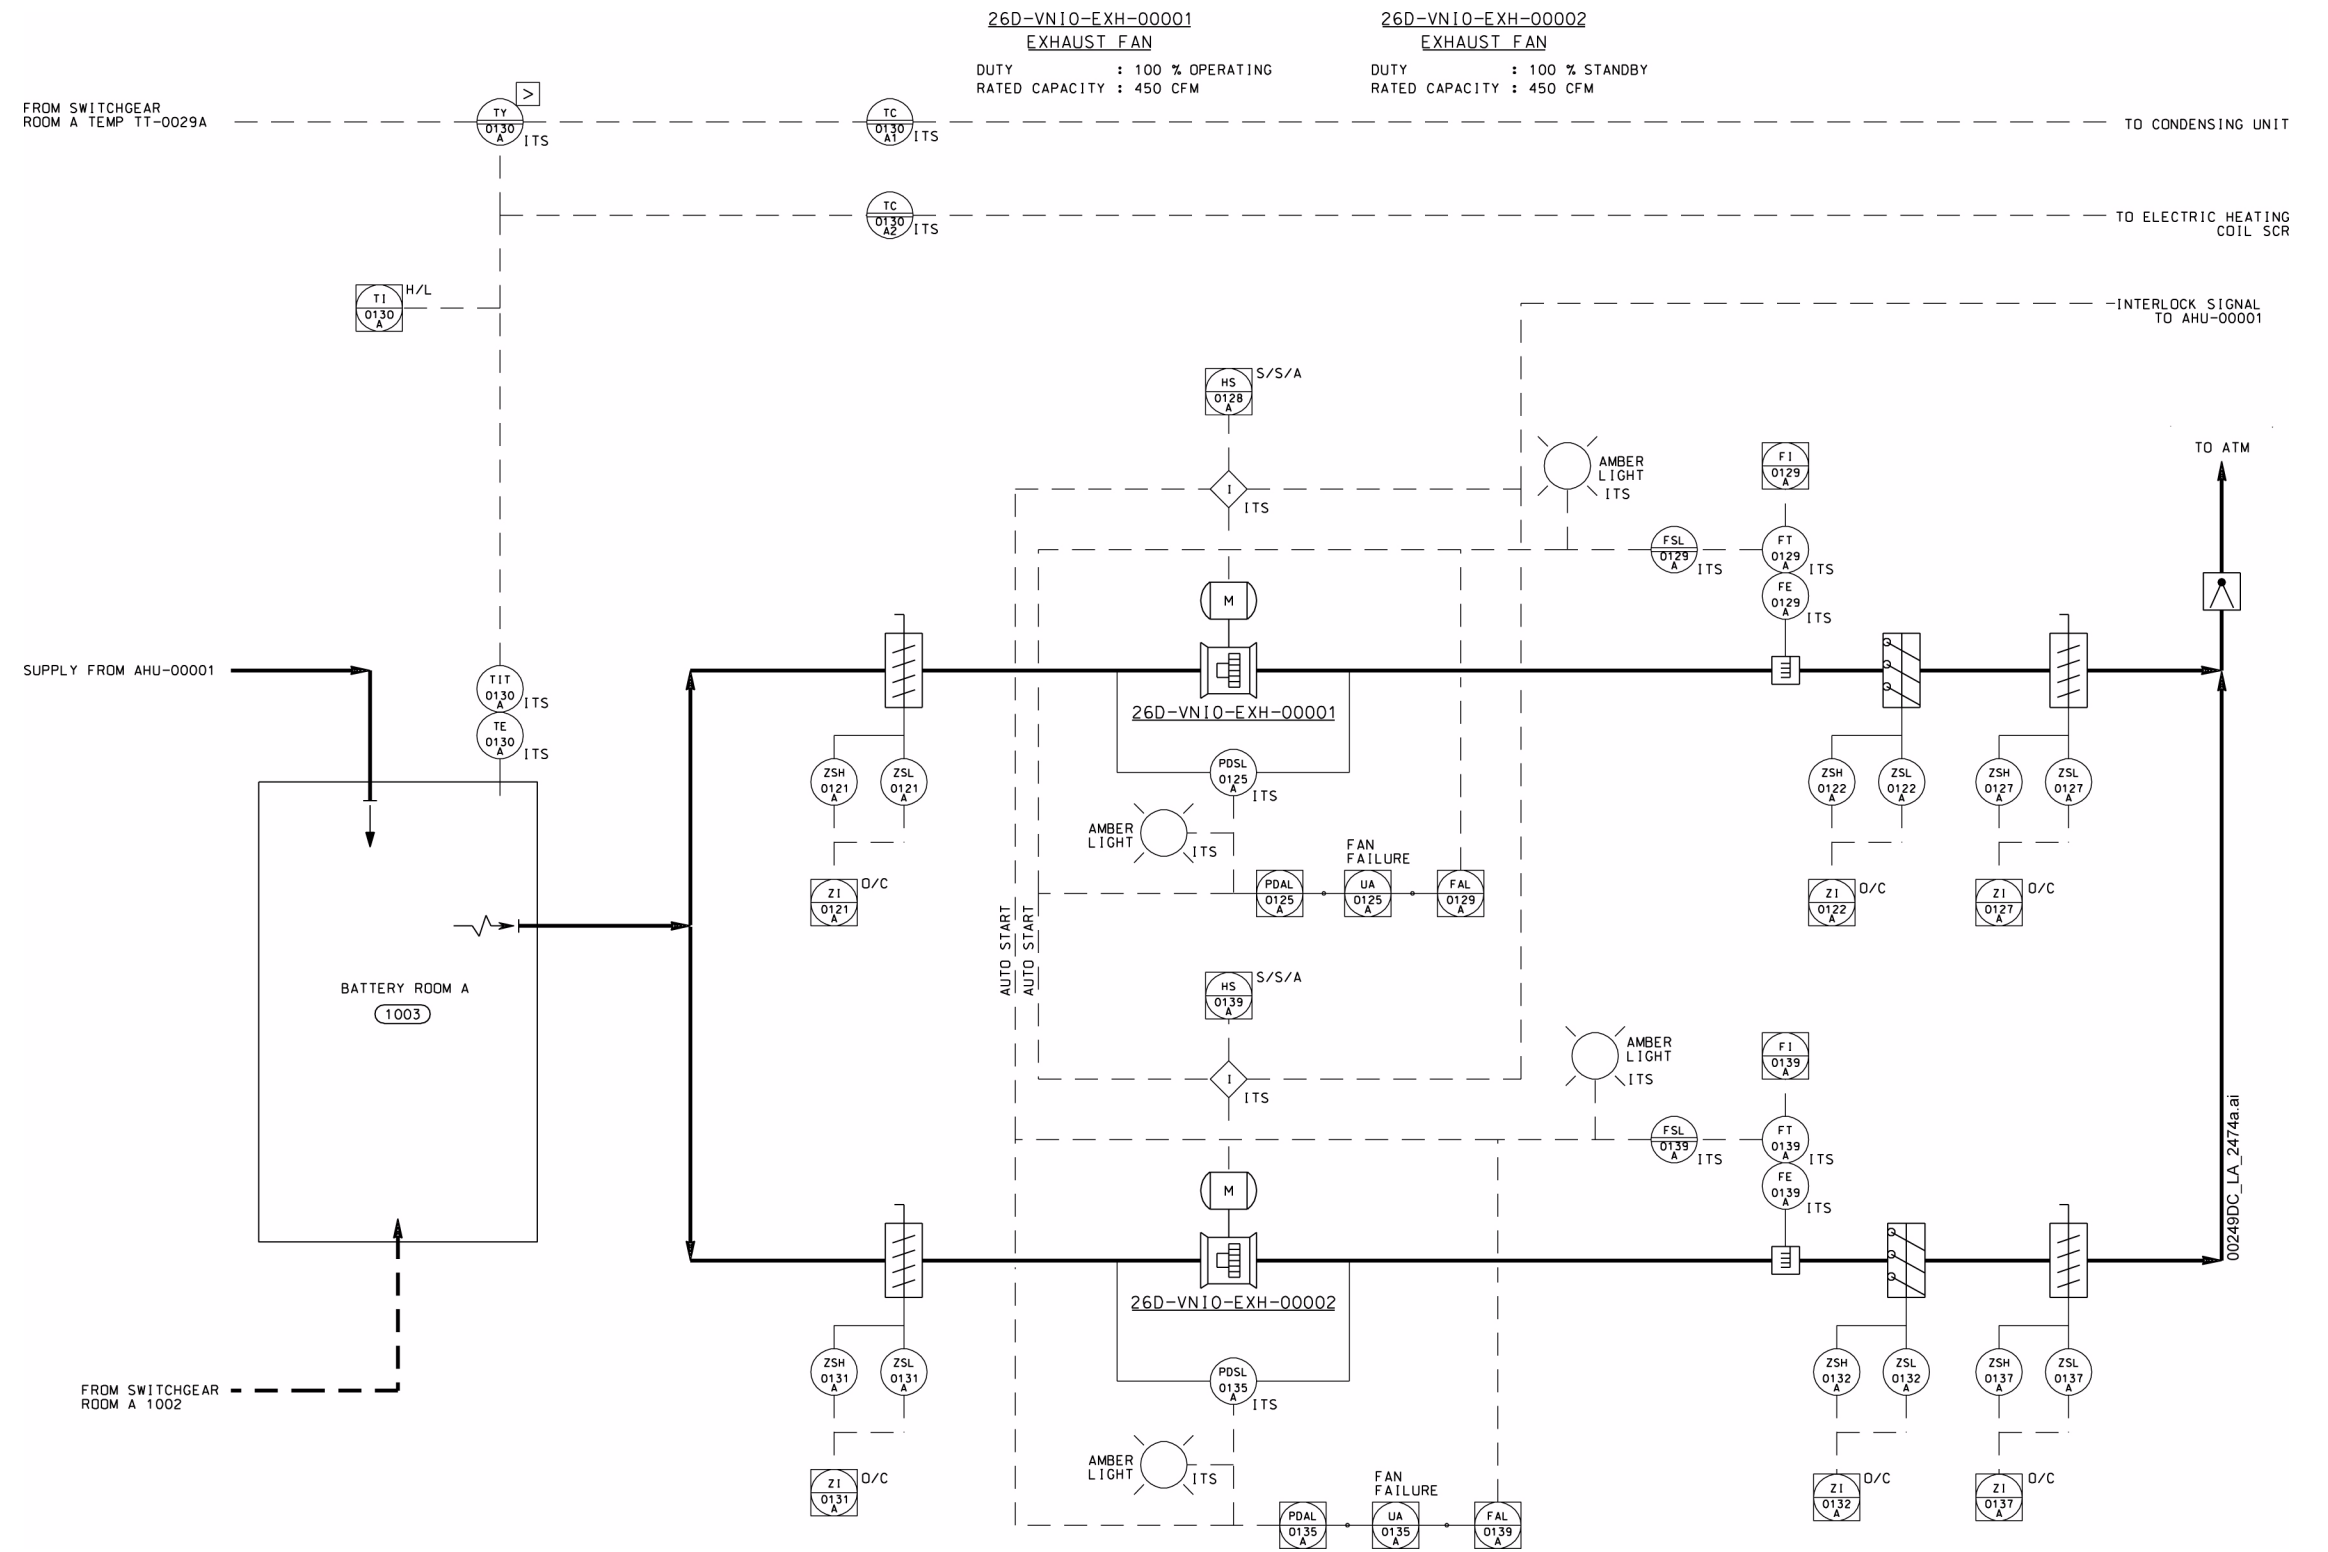 26D-VNI0-EXH-00001
EXHAUST FAN
DUTY : 100 % OPERATING
RATED CAPACITY : 450 CFM
26D-VNI0-EXH-00002
EXHAUST FAN
DUTY : 100 % STANDBY
RATED CAPACITY : 450 CFM
FROM SWITCHGEAR
ROOM A TEMP TT-0029A
>
TY
0130
A
ITS
TC
0130
A1
ITS
TO CONDENSING UNIT
TC
0130
A2
ITS
TO ELECTRIC HEATING
COIL SCR
TI
0130
A
H/L
INTERLOCK SIGNAL
TO AHU-00001
HS
0128
A
S/S/A
I
ITS
AMBER
LIGHT
ITS
FI
0129
A
TO ATM
FSL
0129
A
ITS
FT
0129
A
ITS
FE
0129
A
ITS
M
SUPPLY FROM AHU-00001
TIT
0130
A
ITS
TE
0130
A
ITS
26D-VNI0-EXH-00001
ZSH
0121
A
ZSL
0121
A
PDSL
0125
A
ITS
ZSH
0122
A
ZSL
0122
A
ZSH
0127
A
ZSL
0127
A
AMBER
LIGHT
ITS
FAN
FAILURE
ZI
0121
A
O/C
PDAL
0125
A
UA
0125
A
FAL
0129
A
ZI
0122
A
O/C
ZI
0127
A
O/C
AUTO START
AUTO START
BATTERY ROOM A
1003
HS
0139
A
S/S/A
I
ITS
AMBER
LIGHT
ITS
FI
0139
A
FSL
0139
A
ITS
FT
0139
A
ITS
FE
0139
A
ITS
M
00249DC_LA_2474a.ai
26D-VNI0-EXH-00002
ZSH
0131
A
ZSL
0131
A
PDSL
0135
A
ITS
ZSH
0132
A
ZSL
0132
A
ZSH
0137
A
ZSL
0137
A
FROM SWITCHGEAR
ROOM A 1002
AMBER
LIGHT
ITS
FAN
FAILURE
ZI
0131
A
O/C
PDAL
0135
A
UA
0135
A
FAL
0139
A
ZI
0132
A
O/C
ZI
0137
A
O/C